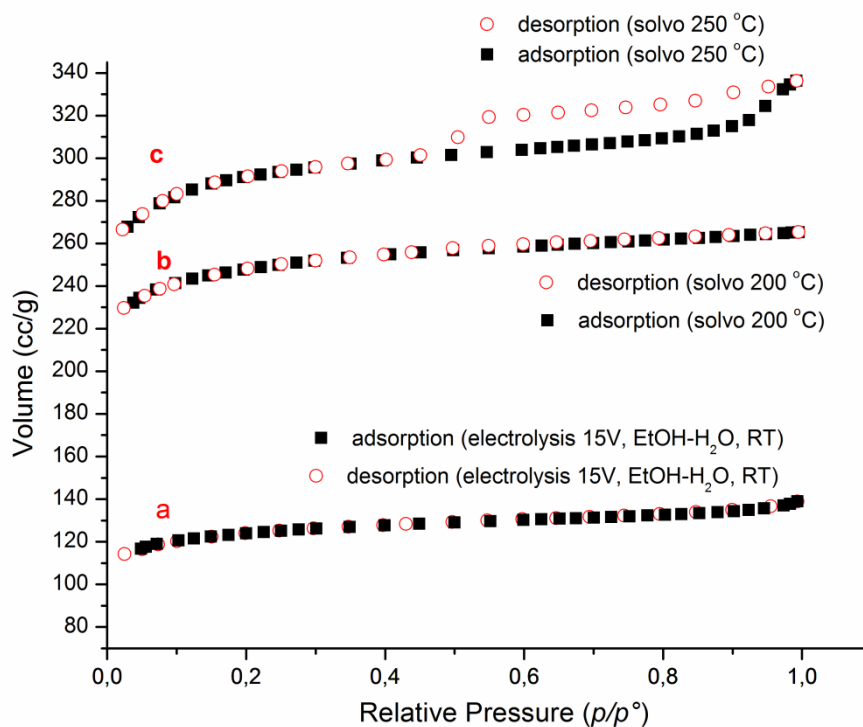 desorption (solvo 250 °C)
adsorption (solvo 250 °C)
340
320
c
300
280
b
260
240
desorption (solvo 200 °C)
220
adsorption (solvo 200 °C)
200
180
160
adsorption (electrolysis 15V, EtOH-H₂O, RT)
desorption (electrolysis 15V, EtOH-H₂O, RT)
140
a
120
100
80
Volume (cc/g)
0,0 0,2 0,4 0,6 0,8 1,0
Relative Pressure (p/p°)